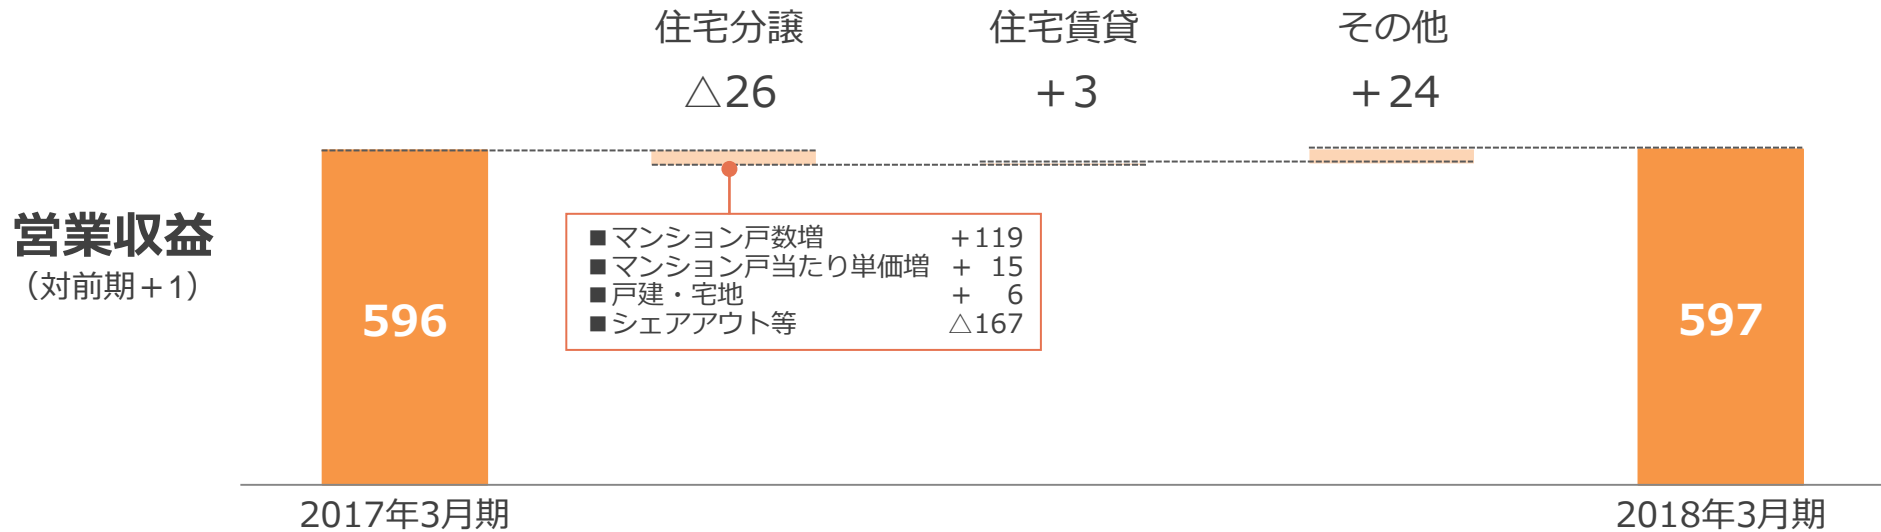 住宅分譲 住宅賃貸 その他
△26 +3 +24
営業収益
（対前期＋1）
■マンション戸数増 ＋119
■マンション戸当たり単価増 ＋ 15
■戸建・宅地 ＋ 6
■シェアアウト等 △167
596 597
2017年3月期 2018年3月期